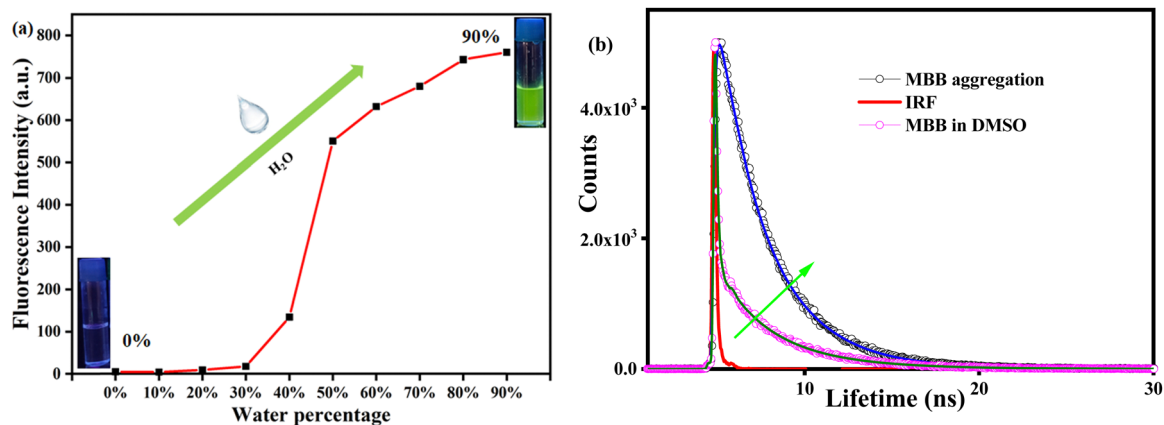 (a)
800
700
600
500
400
300
200
100
0
Fluorescence Intensity (a.u.)
90%
H₂O
0%
0% 10% 20% 30% 40% 50% 60% 70% 80% 90%
Water percentage
(b)
MBB aggregation
IRF
MBB in DMSO
4.0x10³
2.0x10³
0.0
Counts
10 20 30
Lifetime (ns)